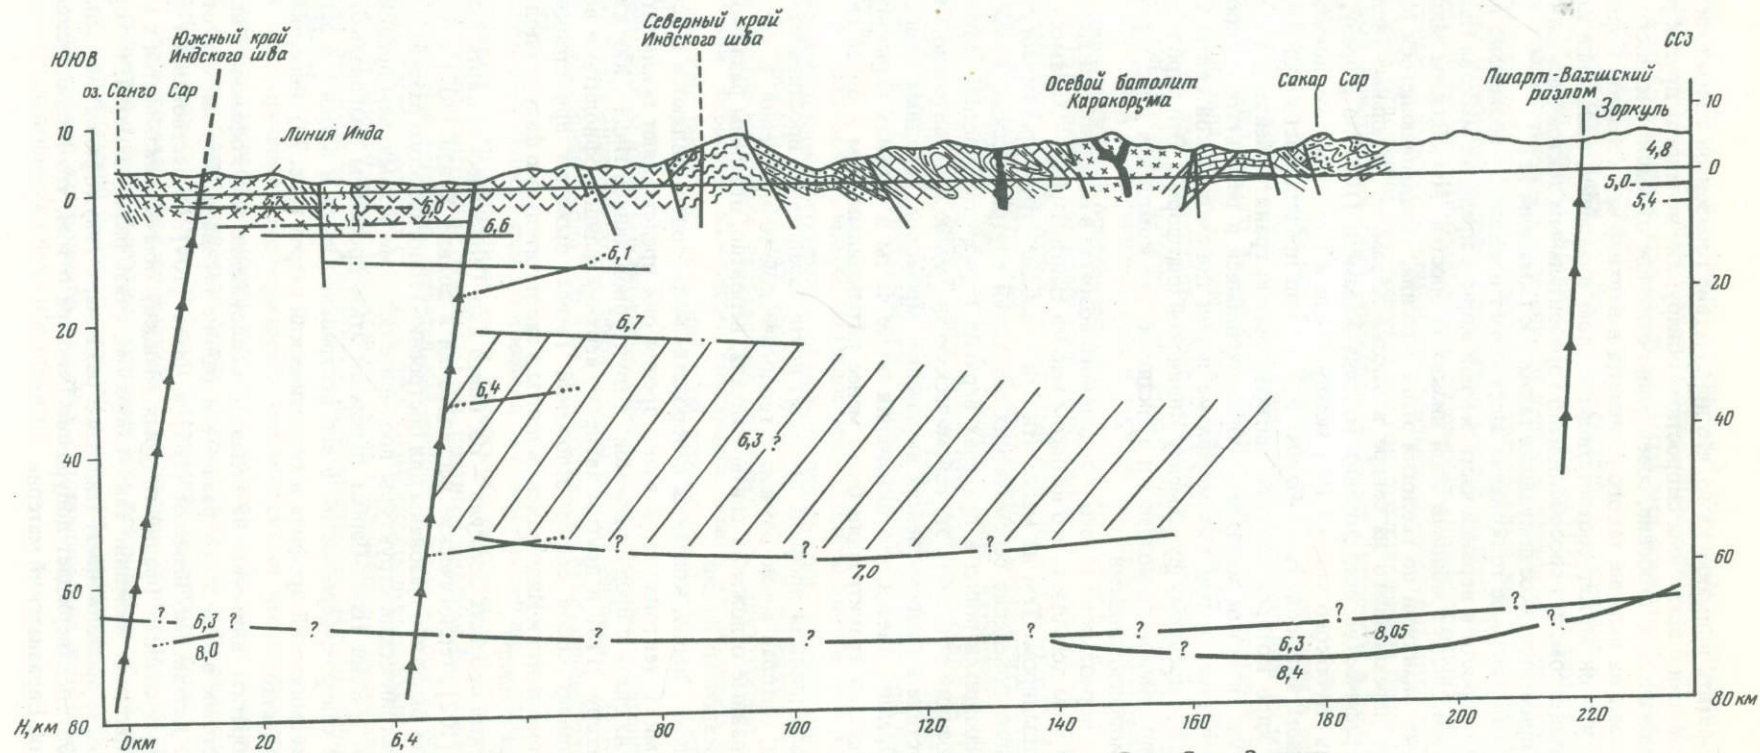 Северный край
Индского шва
Южный край
Индского шва
ЮЮВ
ССЗ
оз. Санго Сар
Линия Инда
Осевой батолит
Каракорума
Сакар Сар
Пшарт-Вахшский
разлом
Зоркуль
10
10
4,8
0
0
5,0
5,4
6,0
6,6
6,1
20
20
6,7
6,4
40
40
6,3 ?
? ? ?
7,0
60
60
? ? ? ? ? ? ? ? ? ? ?
6,3
8,0
6,3
8,05
8,4
H, км 80
80 км
0 км 20 6,4 80 100 120 140 160 180 200 220